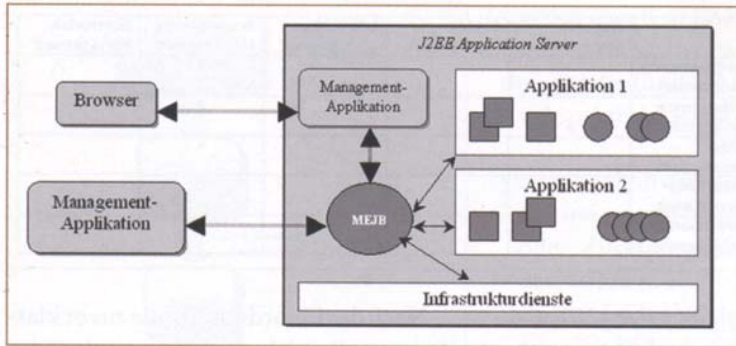 J2EE Application Server
Browser
Management-
Applikation
Applikation 1
Management-
Applikation
MEJB
Applikation 2
Infrastrukturdienste